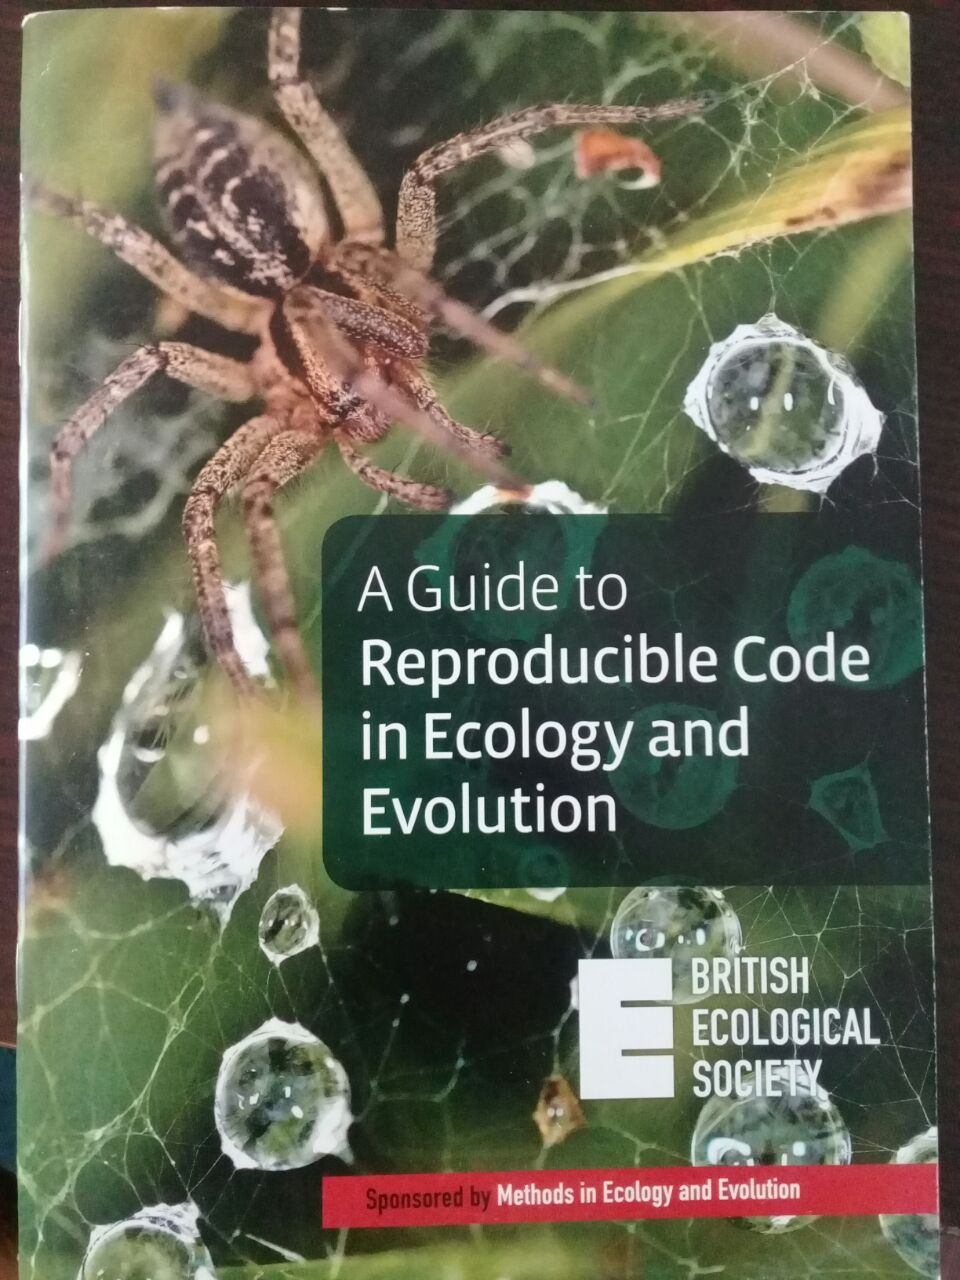 A Guide to
Reproducible Code
in Ecology and
Evolution
BRITISH
ECOLOGICAL
SOCIETY
Sponsored by Methods in Ecology and Evolution